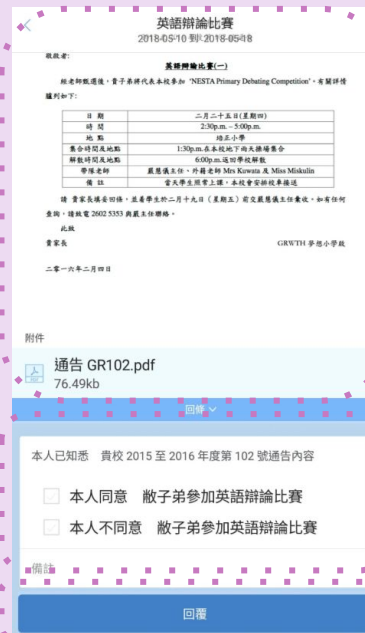 英語辯論比賽
2018-05-10 到 2018-05-18
敬啟者:
英語辯論比賽(一)
經老師甄選後,貴子弟將代表本校參加「NESTA Primary Debating Competition」,有關詳情
臚列如下:
日 期 二月二十五日(星期四)
時 間 2:30p.m. – 5:00p.m.
地 點 培正小學
集合時間及地點 1:30p.m.在本校地下雨天操場集合
解散時間及地點 6:00p.m.返回學校解散
帶隊老師 嚴慧儀主任、外籍老師 Mrs Kuwata 及 Miss Miskulin
備 註 當天學生照常上課,本校會安排校車接送
請 貴家長填妥回條,並着學生於二月十九日(星期五)前交嚴慧儀主任彙收。如有任何
查詢,請致電 2602 5353 與嚴主任聯絡。
此致
貴家長
GRWTH 夢想小學啟
二零一六年二月四日
附件
通告 GR102.pdf
76.49kb
回條
本人已知悉 貴校 2015 至 2016 年度第 102 號通告內容
本人同意 敝子弟參加英語辯論比賽
本人不同意 敝子弟參加英語辯論比賽
備註
回覆